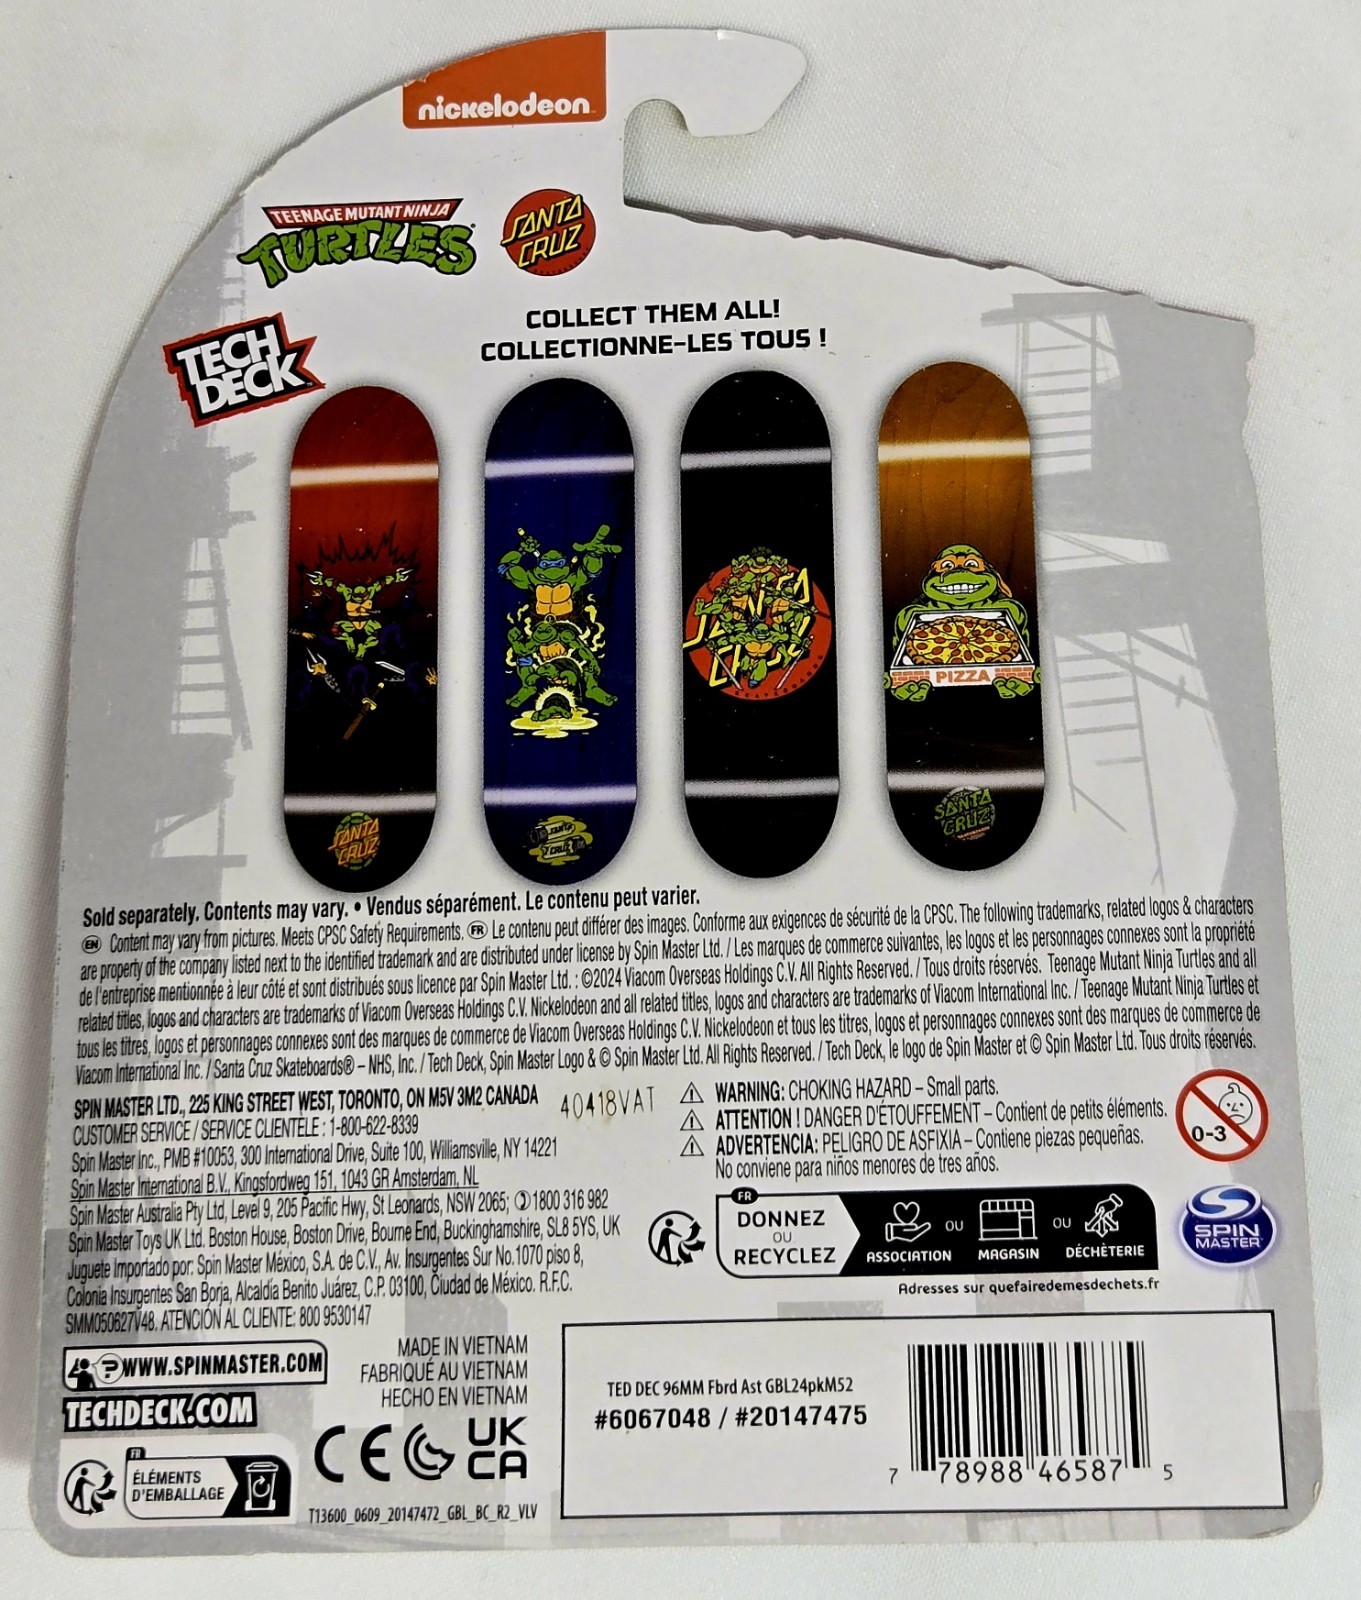 nickelodeon
TEENAGE MUTANT NINJA
TURTLES
SANTA
CRUZ
TECH
DECK™
COLLECT THEM ALL!
COLLECTIONNE-LES TOUS !
PIZZA
SANTA
CRUZ
SANTA
CRUZ
SANTA
CRUZ
Sold separately. Contents may vary. • Vendus séparément. Le contenu peut varier.
EN Content may vary from pictures. Meets CPSC Safety Requirements. FR Le contenu peut différer des images. Conforme aux exigences de sécurité de la CPSC. The following trademarks, related logos & characters
are property of the company listed next to the identified trademark and are distributed under license by Spin Master Ltd. / Les marques de commerce suivantes, les logos et les personnages connexes sont la propriété
de l'entreprise mentionnée à leur côté et sont distribués sous licence par Spin Master Ltd. : ©2024 Viacom Overseas Holdings C.V. All Rights Reserved. / Tous droits réservés. Teenage Mutant Ninja Turtles and all
related titles, logos and characters are trademarks of Viacom Overseas Holdings C.V. Nickelodeon and all related titles, logos and characters are trademarks of Viacom International Inc. / Teenage Mutant Ninja Turtles et
tous les titres, logos et personnages connexes sont des marques de commerce de Viacom Overseas Holdings C.V. Nickelodeon et tous les titres, logos et personnages connexes sont des marques de commerce de
Viacom International Inc. / Santa Cruz Skateboards® – NHS, Inc. / Tech Deck, Spin Master Logo & © Spin Master Ltd. All Rights Reserved. / Tech Deck, le logo de Spin Master et © Spin Master Ltd. Tous droits réservés.
SPIN MASTER LTD., 225 KING STREET WEST, TORONTO, ON M5V 3M2 CANADA
CUSTOMER SERVICE / SERVICE CLIENTÈLE : 1-800-622-8339
Spin Master Inc., PMB #10053, 300 International Drive, Suite 100, Williamsville, NY 14221
Spin Master International B.V., Kingsfordweg 151, 1043 GR Amsterdam, NL
Spin Master Australia Pty Ltd, Level 9, 205 Pacific Hwy, St Leonards, NSW 2065; 1800 316 982
Spin Master Toys UK Ltd. Boston House, Boston Drive, Bourne End, Buckinghamshire, SL8 5YS, UK
Juguete Importado por: Spin Master México, S.A. de C.V., Av. Insurgentes Sur No. 1070 piso 8,
Colonia Insurgentes San Borja, Alcaldía Benito Juárez, C.P. 03100, Ciudad de México. R.F.C.
SMM050627V48. ATENCIÓN AL CLIENTE: 800 9530147
40418VAT
WARNING: CHOKING HAZARD – Small parts.
ATTENTION ! DANGER D'ÉTOUFFEMENT – Contient de petits éléments.
ADVERTENCIA: PELIGRO DE ASFIXIA – Contiene piezas pequeñas.
No conviene para niños menores de tres años.
0-3
FR
DONNEZ
OU
RECYCLEZ
ASSOCIATION
OU
MAGASIN
OU
DÉCHÈTERIE
Adresses sur quefairedemesdechets.fr
SPIN
MASTER
? WWW.SPINMASTER.COM
TECHDECK.COM
MADE IN VIETNAM
FABRIQUÉ AU VIETNAM
HECHO EN VIETNAM
FR
ÉLÉMENTS
D'EMBALLAGE
CE
UK
CA
T13600_0609_20147472_GBL_BC_R2_VLV
TED DEC 96MM Fbrd Ast GBL24pkM52
#6067048 / #20147475
7 78988 46587 5